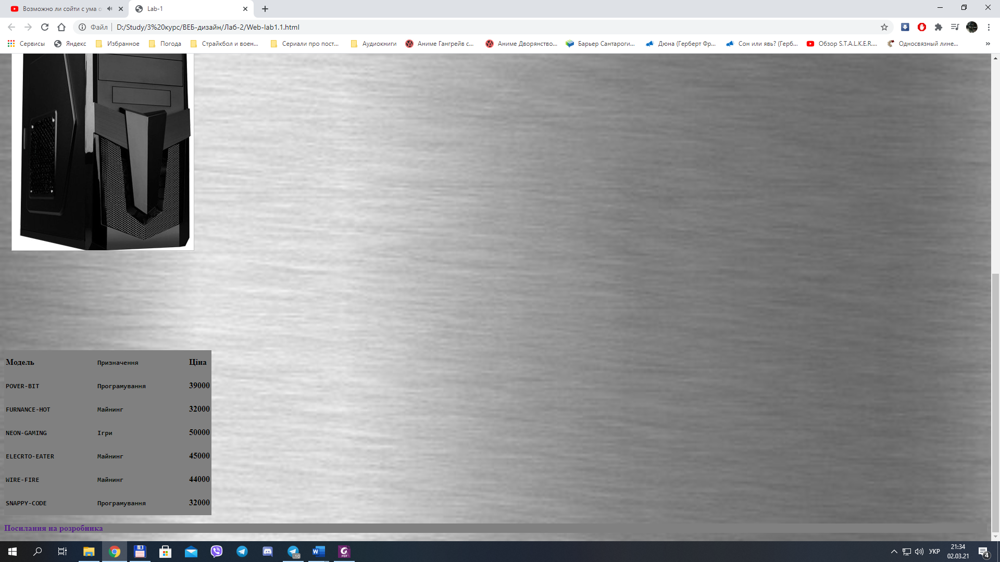 Возможно ли сойти с ума о
Lab-1
Файл
D:/Study/3%20курс/ВЕБ-дизайн/Лаб-2/Web-lab1.1.html
Сервисы
Яндекс
Избранное
Погода
Страйкбол и воен...
Сериали про пост...
Аудиокниги
Аниме Гангрейв с...
Аниме Дворянство...
Барьер Сантароги...
Дюна (Герберт Фр...
Сон или явь? (Герб...
Обзор S.T.A.L.K.E.R....
Односвязный лине...
»
Модель Призначення Ціна
POVER-BIT Програмування 39000
FURNANCE-HOT Майнинг 32000
NEON-GAMING Ігри 50000
ELECRTO-EATER Майнинг 45000
WIRE-FIRE Майнинг 44000
SNAPPY-CODE Програмування 32000
Посилання на розробника
..10
W
PDF
УКР
21:34
02.03.21
4